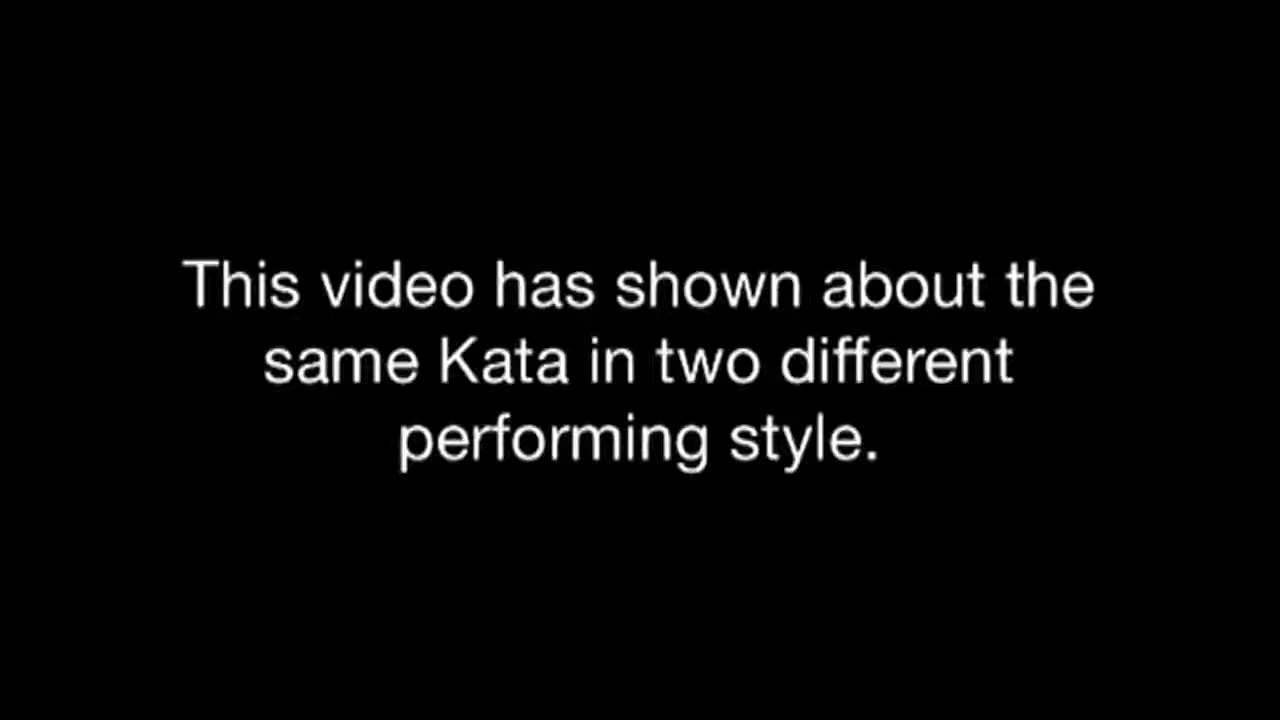 This video has shown about the
same Kata in two different
performing style.